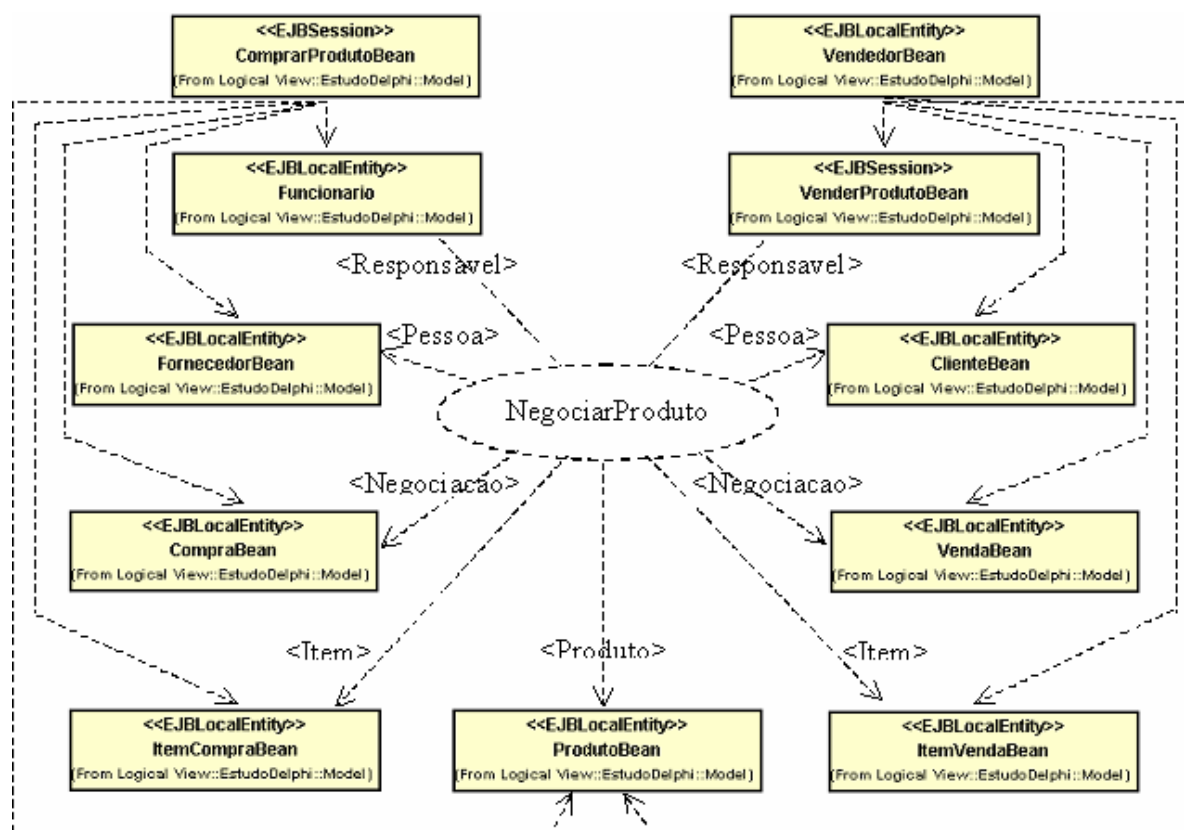 <<EJBSession>>
ComprarProdutoBean
(From Logical View::EstudoDelphi::Model)
<<EJBLocalEntity>>
VendedorBean
(From Logical View::EstudoDelphi::Model)
<<EJBLocalEntity>>
Funcionario
(From Logical View::EstudoDelphi::Model)
<<EJBSession>>
VenderProdutoBean
(From Logical View::EstudoDelphi::Model)
<Responsavel>
<Responsavel>
<<EJBLocalEntity>>
FornecedorBean
(From Logical View::EstudoDelphi::Model)
<Pessoa>
<Pessoa>
<<EJBLocalEntity>>
ClienteBean
(From Logical View::EstudoDelphi::Model)
NegociarProduto
<Negociacao>
<Negociacao>
<<EJBLocalEntity>>
CompraBean
(From Logical View::EstudoDelphi::Model)
<<EJBLocalEntity>>
VendaBean
(From Logical View::EstudoDelphi::Model)
<Item>
<Produto>
<Item>
<<EJBLocalEntity>>
ItemCompraBean
(From Logical View::EstudoDelphi::Model)
<<EJBLocalEntity>>
ProdutoBean
(From Logical View::EstudoDelphi::Model)
<<EJBLocalEntity>>
ItemVendaBean
(From Logical View::EstudoDelphi::Model)